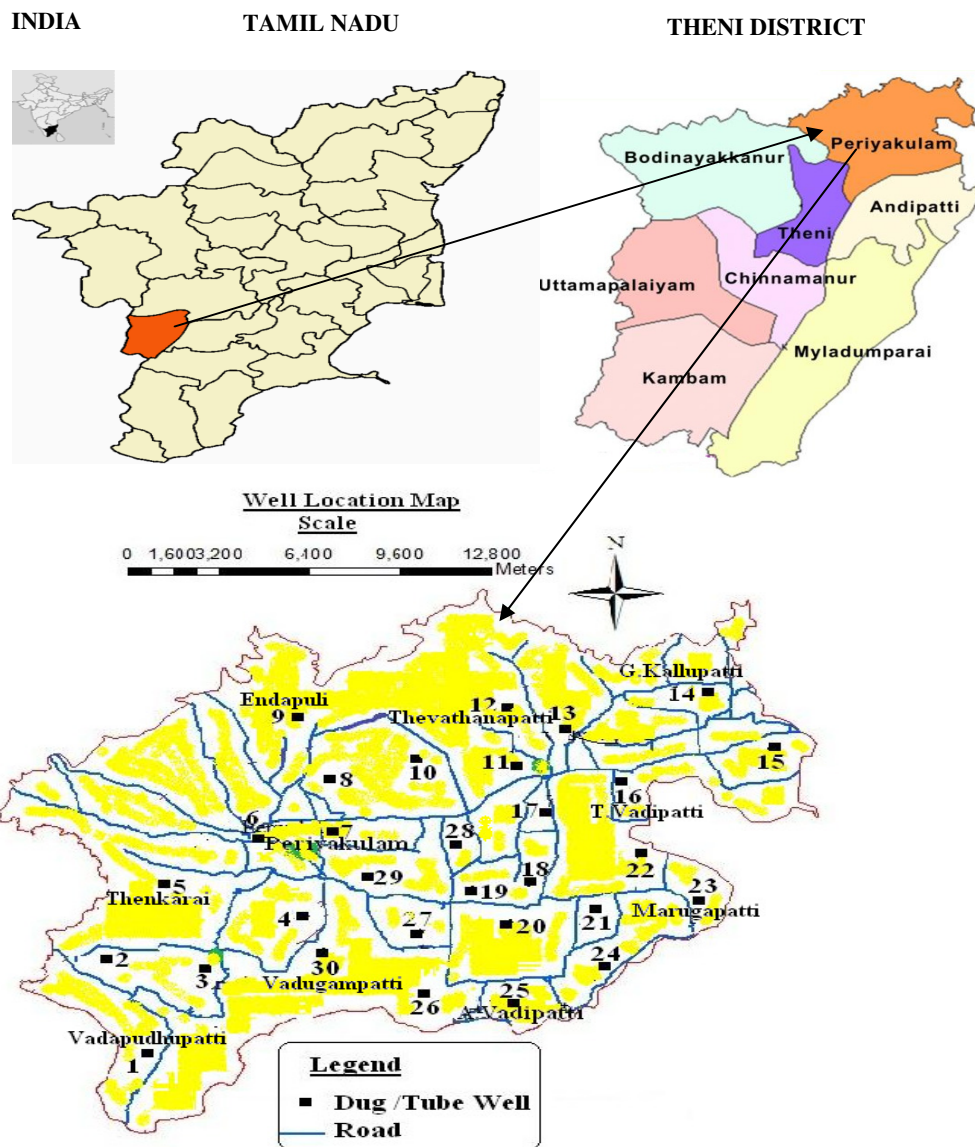 INDIA TAMIL NADU THENI DISTRICT
Bodinayakkanur
Periyakulam
Andipatti
Theni
Chinnamanur
Uttamapalaiyam
Myladumparai
Kambam
Well Location Map
Scale
0 1,600 3,200 6,400 9,600 12,800
Meters
N
G.Kallupatti
14
Endapuli
9
12
Thevathanapatti
13
15
10
11
8
16
T.Vadipatti
17
6
7
Periyakulam
28
22
29
18
5
Thenkarai
19
23
Marugapatti
4
27
20
21
2
3
30
24
Vadugampatti
26
25
A.Vadipatti
Vadapudhupatti
1
Legend
Dug /Tube Well
Road